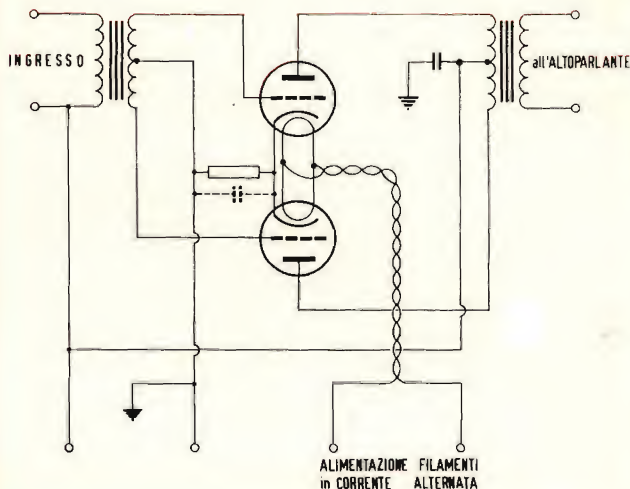 INGRESSO
all'ALTOPARLANTE
ALIMENTAZIONE FILAMENTI
in CORRENTE ALTERNATA